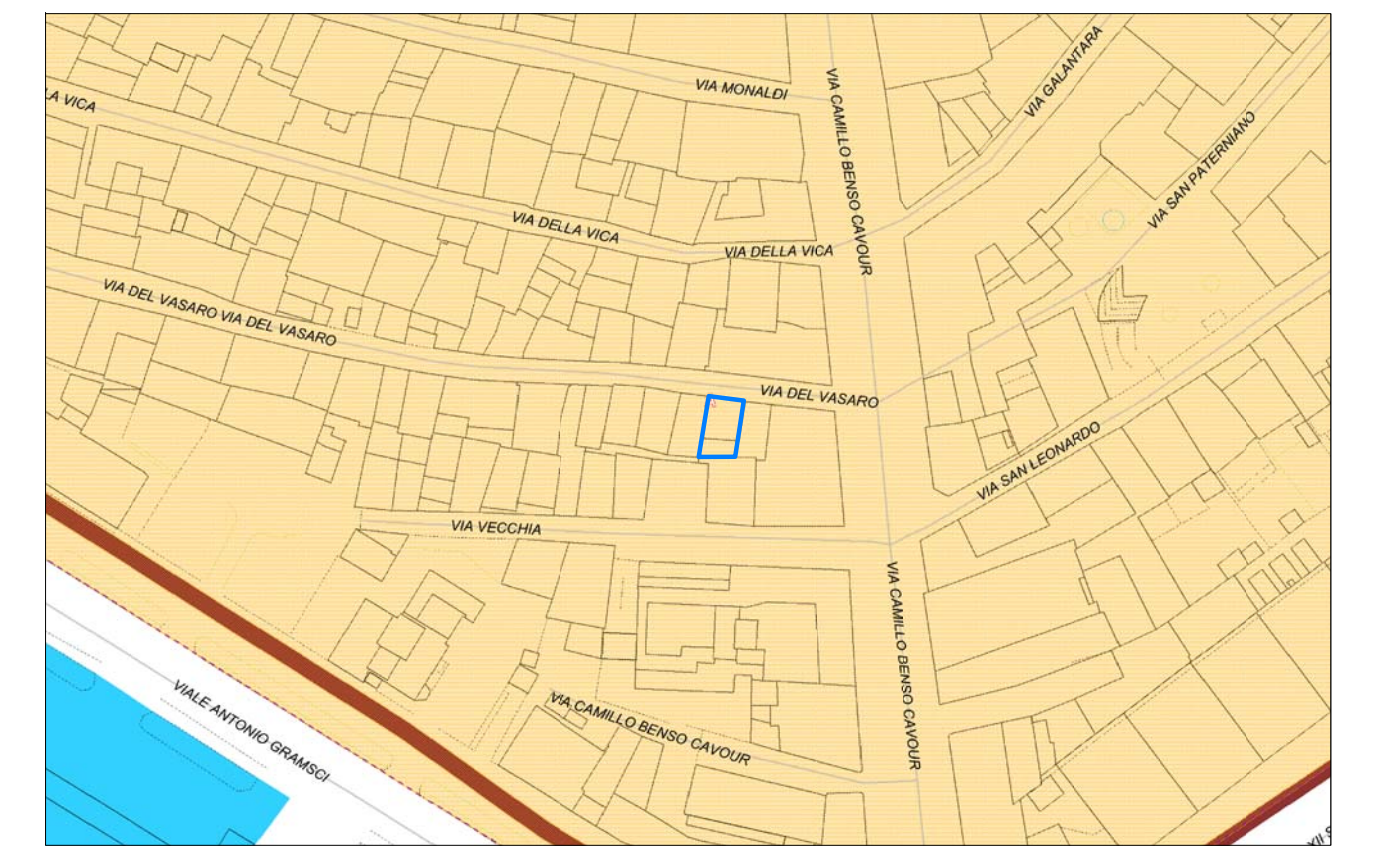 VIA MONALDI
VIA CAMILLO BENSO CAVOUR
VIA GALANTARA
VIA SAN PATERNIANO
LA VICA
VIA DELLA VICA
VIA DELLA VICA
VIA DEL VASARO VIA DEL VASARO
VIA DEL VASARO
VIA SAN LEONARDO
VIA VECCHIA
VIA CAMILLO BENSO CAVOUR
VIA CAMILLO BENSO CAVOUR
VIALE ANTONIO GRAMSCI
XII S